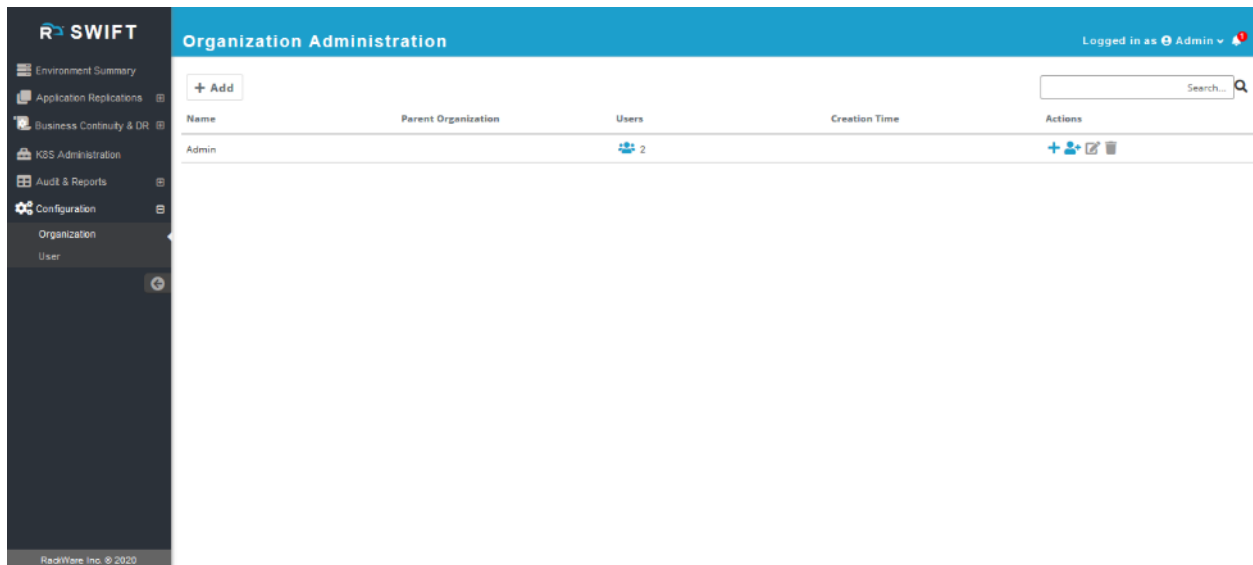 SWIFT
Organization Administration
Logged in as Admin
1
Environment Summary
Application Replications
Business Continuity & DR
K8S Administration
Audit & Reports
Configuration
Organization
User
+ Add
Search...
Name Parent Organization Users Creation Time Actions
Admin 2
RackWare Inc. © 2020